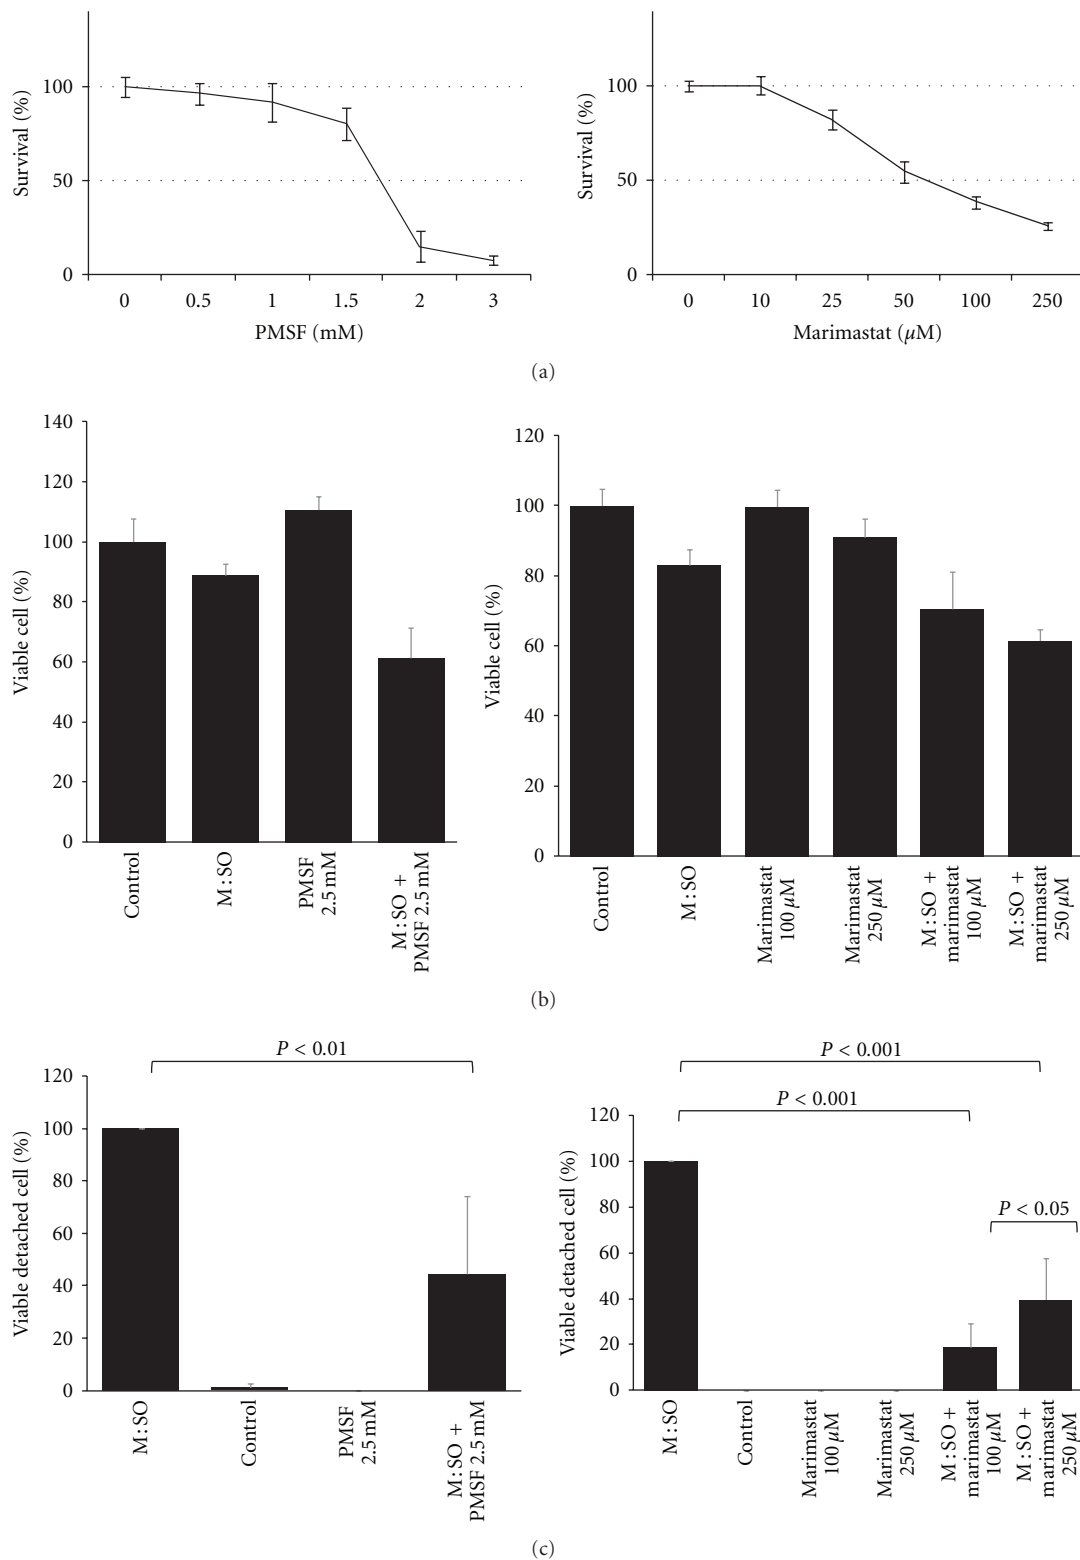 Survival (%)
100
50
0
0 0.5 1 1.5 2 3
PMSF (mM)
Survival (%)
100
50
0
0 10 25 50 100 250
Marimastat (μM)
(a)
Viable cell (%)
140
120
100
80
60
40
20
0
Control
M:SO
PMSF
2.5 mM
M:SO +
PMSF 2.5 mM
Viable cell (%)
120
100
80
60
40
20
0
Control
M:SO
Marimastat
100 μM
Marimastat
250 μM
M:SO +
marimastat
100 μM
M:SO +
marimastat
250 μM
(b)
P < 0.01
Viable detached cell (%)
120
100
80
60
40
20
0
M:SO
Control
PMSF
2.5 mM
M:SO +
PMSF 2.5 mM
P < 0.001
P < 0.001
P < 0.05
Viable detached cell (%)
120
100
80
60
40
20
0
M:SO
Control
Marimastat
100 μM
Marimastat
250 μM
M:SO +
marimastat
100 μM
M:SO +
marimastat
250 μM
(c)